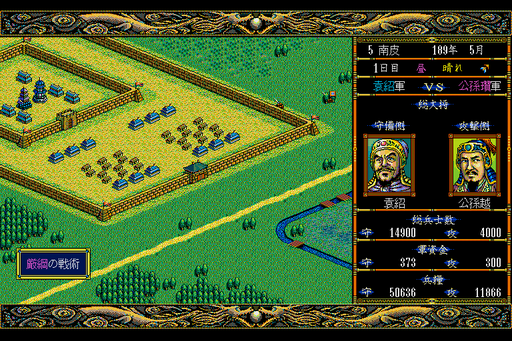 5 南皮 189年 5月
1日目 昼 晴れ
袁紹軍 VS 公孫瓚軍
総大将
守備側 攻撃側
袁紹 公孫越
総兵士数
守 14900 攻 4000
軍資金
守 373 攻 300
兵糧
守 50636 攻 11866
厳綱の戦術